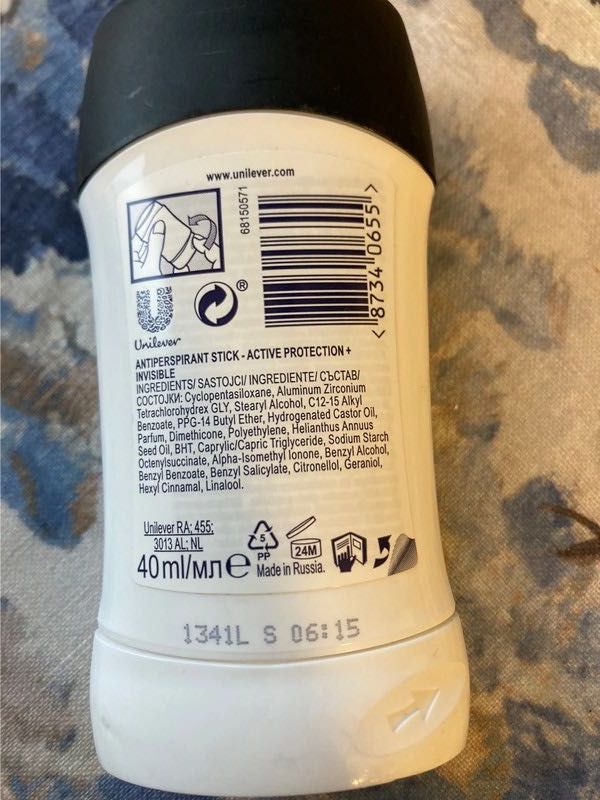 www.unilever.com
68150571
< 8734 0655 >
®
Unilever
ANTIPERSPIRANT STICK - ACTIVE PROTECTION +
INVISIBLE
INGREDIENTS/ SASTOJCI/ INGREDIENTE/ СЪСТАВ/
СОСТОЈКИ: Cyclopentasiloxane, Aluminum Zirconium
Tetrachlorohydrex GLY, Stearyl Alcohol, C12-15 Alkyl
Benzoate, PPG-14 Butyl Ether, Hydrogenated Castor Oil,
Parfum, Dimethicone, Polyethylene, Helianthus Annuus
Seed Oil, BHT, Caprylic/Capric Triglyceride, Sodium Starch
Octenylsuccinate, Alpha-Isomethyl Ionone, Benzyl Alcohol,
Benzyl Benzoate, Benzyl Salicylate, Citronellol, Geraniol,
Hexyl Cinnamal, Linalool.
Unilever RA; 455;
3013 AL; NL
40ml/мл℮
5
PP
24M
Made in Russia.
1341L S 06:15